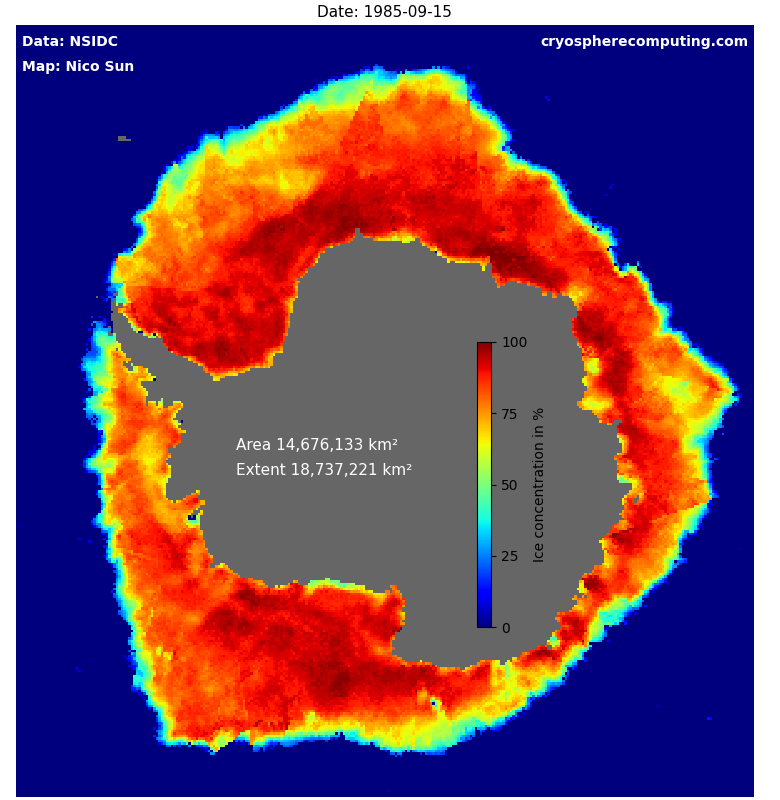 Date: 1985-09-15
Data: NSIDC
cryospherecomputing.com
Map: Nico Sun
100
75
50
25
0
Ice concentration in %
Area 14,676,133 km²
Extent 18,737,221 km²